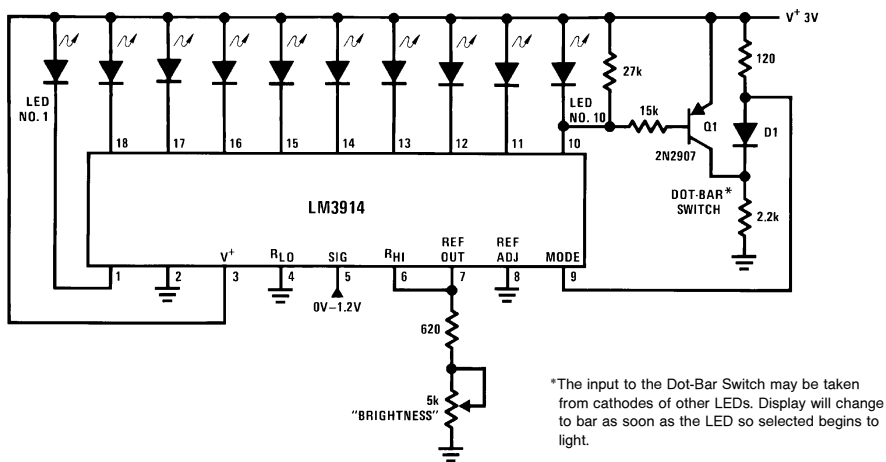 V+ 3V
LED
NO. 1
LED
NO. 10
27k
15k
Q1
2N2907
120
D1
DOT-BAR*
SWITCH
2.2k
18 17 16 15 14 13 12 11 10
LM3914
V+ RLO SIG RHI REF OUT REF ADJ MODE
1 2 3 4 5 6 7 8 9
0V–1.2V
620
5k
"BRIGHTNESS"
*The input to the Dot-Bar Switch may be taken
from cathodes of other LEDs. Display will change
to bar as soon as the LED so selected begins to
light.